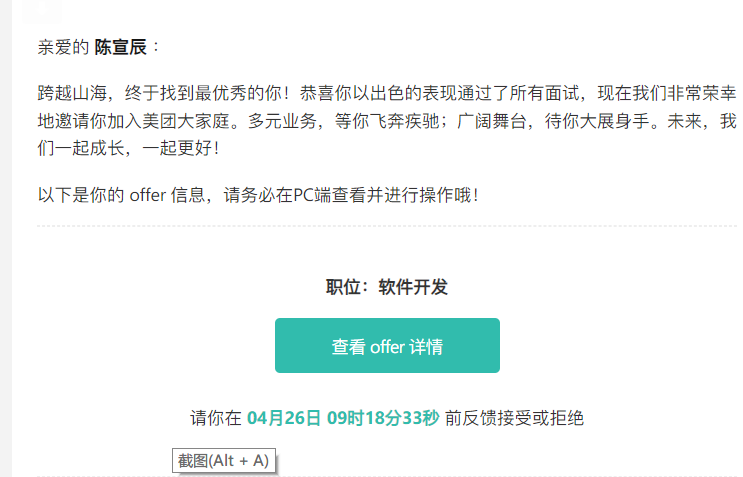 亲爱的 陈宣辰：
跨越山海，终于找到最优秀的你！恭喜你以出色的表现通过了所有面试，现在我们非常荣幸
地邀请你加入美团大家庭。多元业务，等你飞奔疾驰；广阔舞台，待你大展身手。未来，我
们一起成长，一起更好！
以下是你的 offer 信息，请务必在PC端查看并进行操作哦！
职位：软件开发
查看 offer 详情
请你在 04月26日 09时18分33秒 前反馈接受或拒绝
截图(Alt + A)